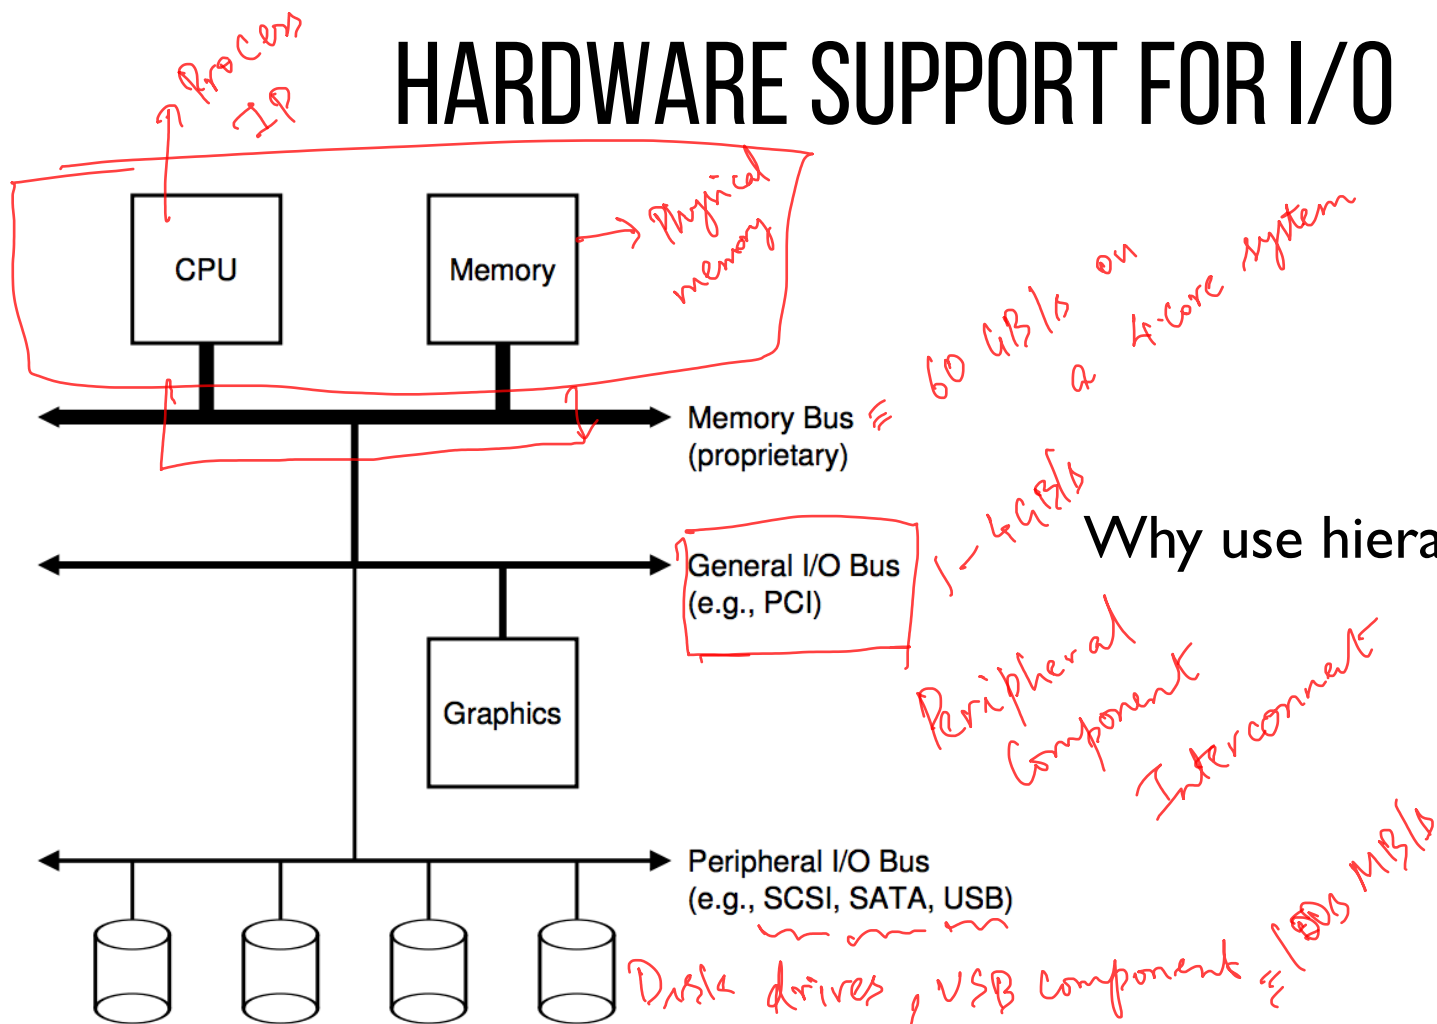 HARDWARE SUPPORT FOR I/O
Process
IP
CPU
Memory
Physical
memory
Memory Bus
(proprietary)
60 GB/s on
a 4-core system
General I/O Bus
(e.g., PCI)
1-4GB/s
Why use hiera
Peripheral
Component
Interconnect
Graphics
Peripheral I/O Bus
(e.g., SCSI, SATA, USB)
Disk drives, USB component = 100s MB/s